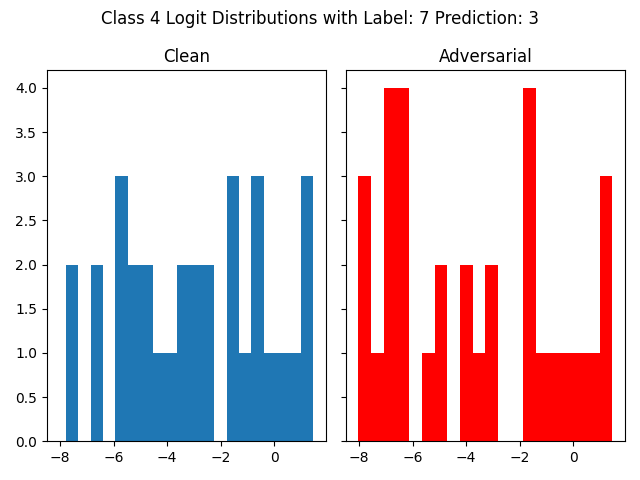 Class 4 Logit Distributions with Label: 7 Prediction: 3
Clean
Adversarial
4.0
3.5
3.0
2.5
2.0
1.5
1.0
0.5
0.0
−8 −6 −4 −2 0
−8 −6 −4 −2 0